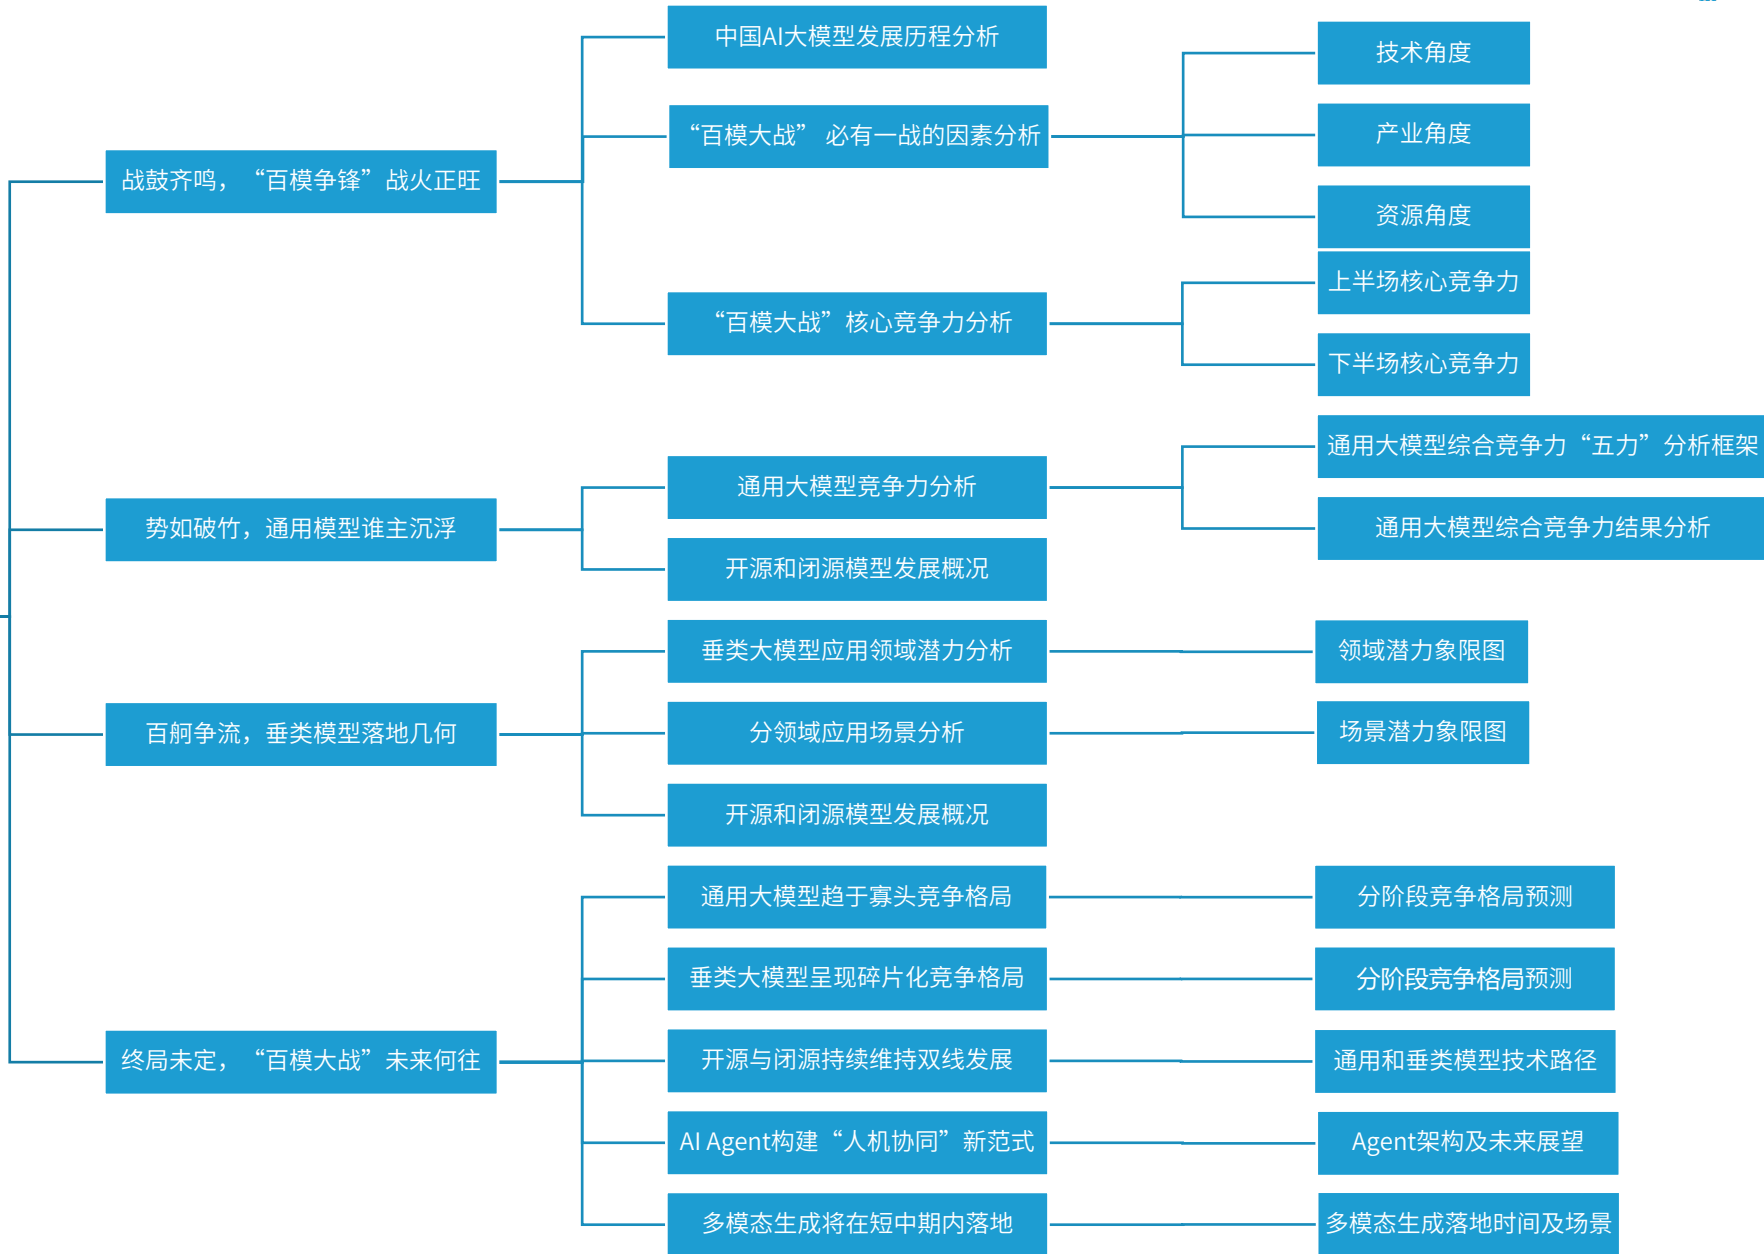 战鼓齐鸣，“百模争锋”战火正旺
中国AI大模型发展历程分析
“百模大战” 必有一战的因素分析
技术角度
产业角度
资源角度
“百模大战”核心竞争力分析
上半场核心竞争力
下半场核心竞争力
势如破竹，通用模型谁主沉浮
通用大模型竞争力分析
通用大模型综合竞争力“五力”分析框架
通用大模型综合竞争力结果分析
开源和闭源模型发展概况
百舸争流，垂类模型落地几何
垂类大模型应用领域潜力分析
领域潜力象限图
分领域应用场景分析
场景潜力象限图
开源和闭源模型发展概况
终局未定，“百模大战”未来何往
通用大模型趋于寡头竞争格局
分阶段竞争格局预测
垂类大模型呈现碎片化竞争格局
分阶段竞争格局预测
开源与闭源持续维持双线发展
通用和垂类模型技术路径
AI Agent构建“人机协同”新范式
Agent架构及未来展望
多模态生成将在短中期内落地
多模态生成落地时间及场景